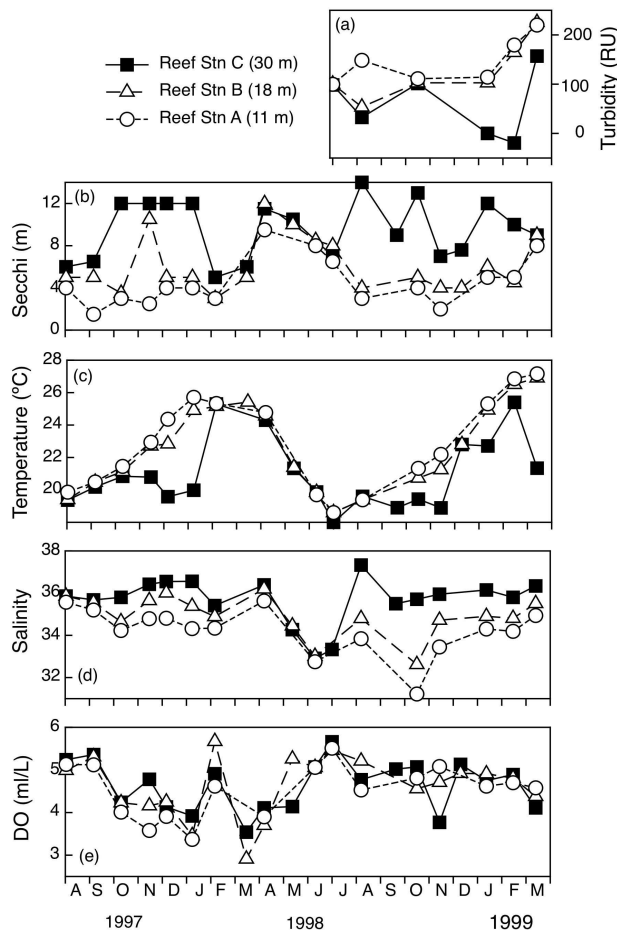 (a)
Reef Stn C (30 m)
Reef Stn B (18 m)
Reef Stn A (11 m)
200
100
0
Turbidity (RU)
(b)
12
8
4
0
Secchi (m)
(c)
28
26
24
22
20
Temperature (°C)
38
36
34
32
Salinity
(d)
6
5
4
3
DO (ml/L)
(e)
A S O N D J F M A M J J A S O N D J F M
1997 1998 1999